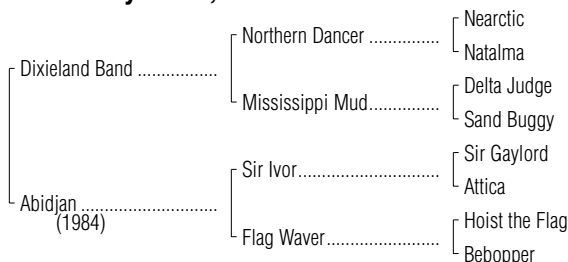 Nearctic
Northern Dancer ..............
Natalma
Dixieland Band .................
Delta Judge
Mississippi Mud...............
Sand Buggy
Sir Gaylord
Sir Ivor..............................
Attica
Abidjan .............................
(1984)
Hoist the Flag
Flag Waver.......................
Bebopper